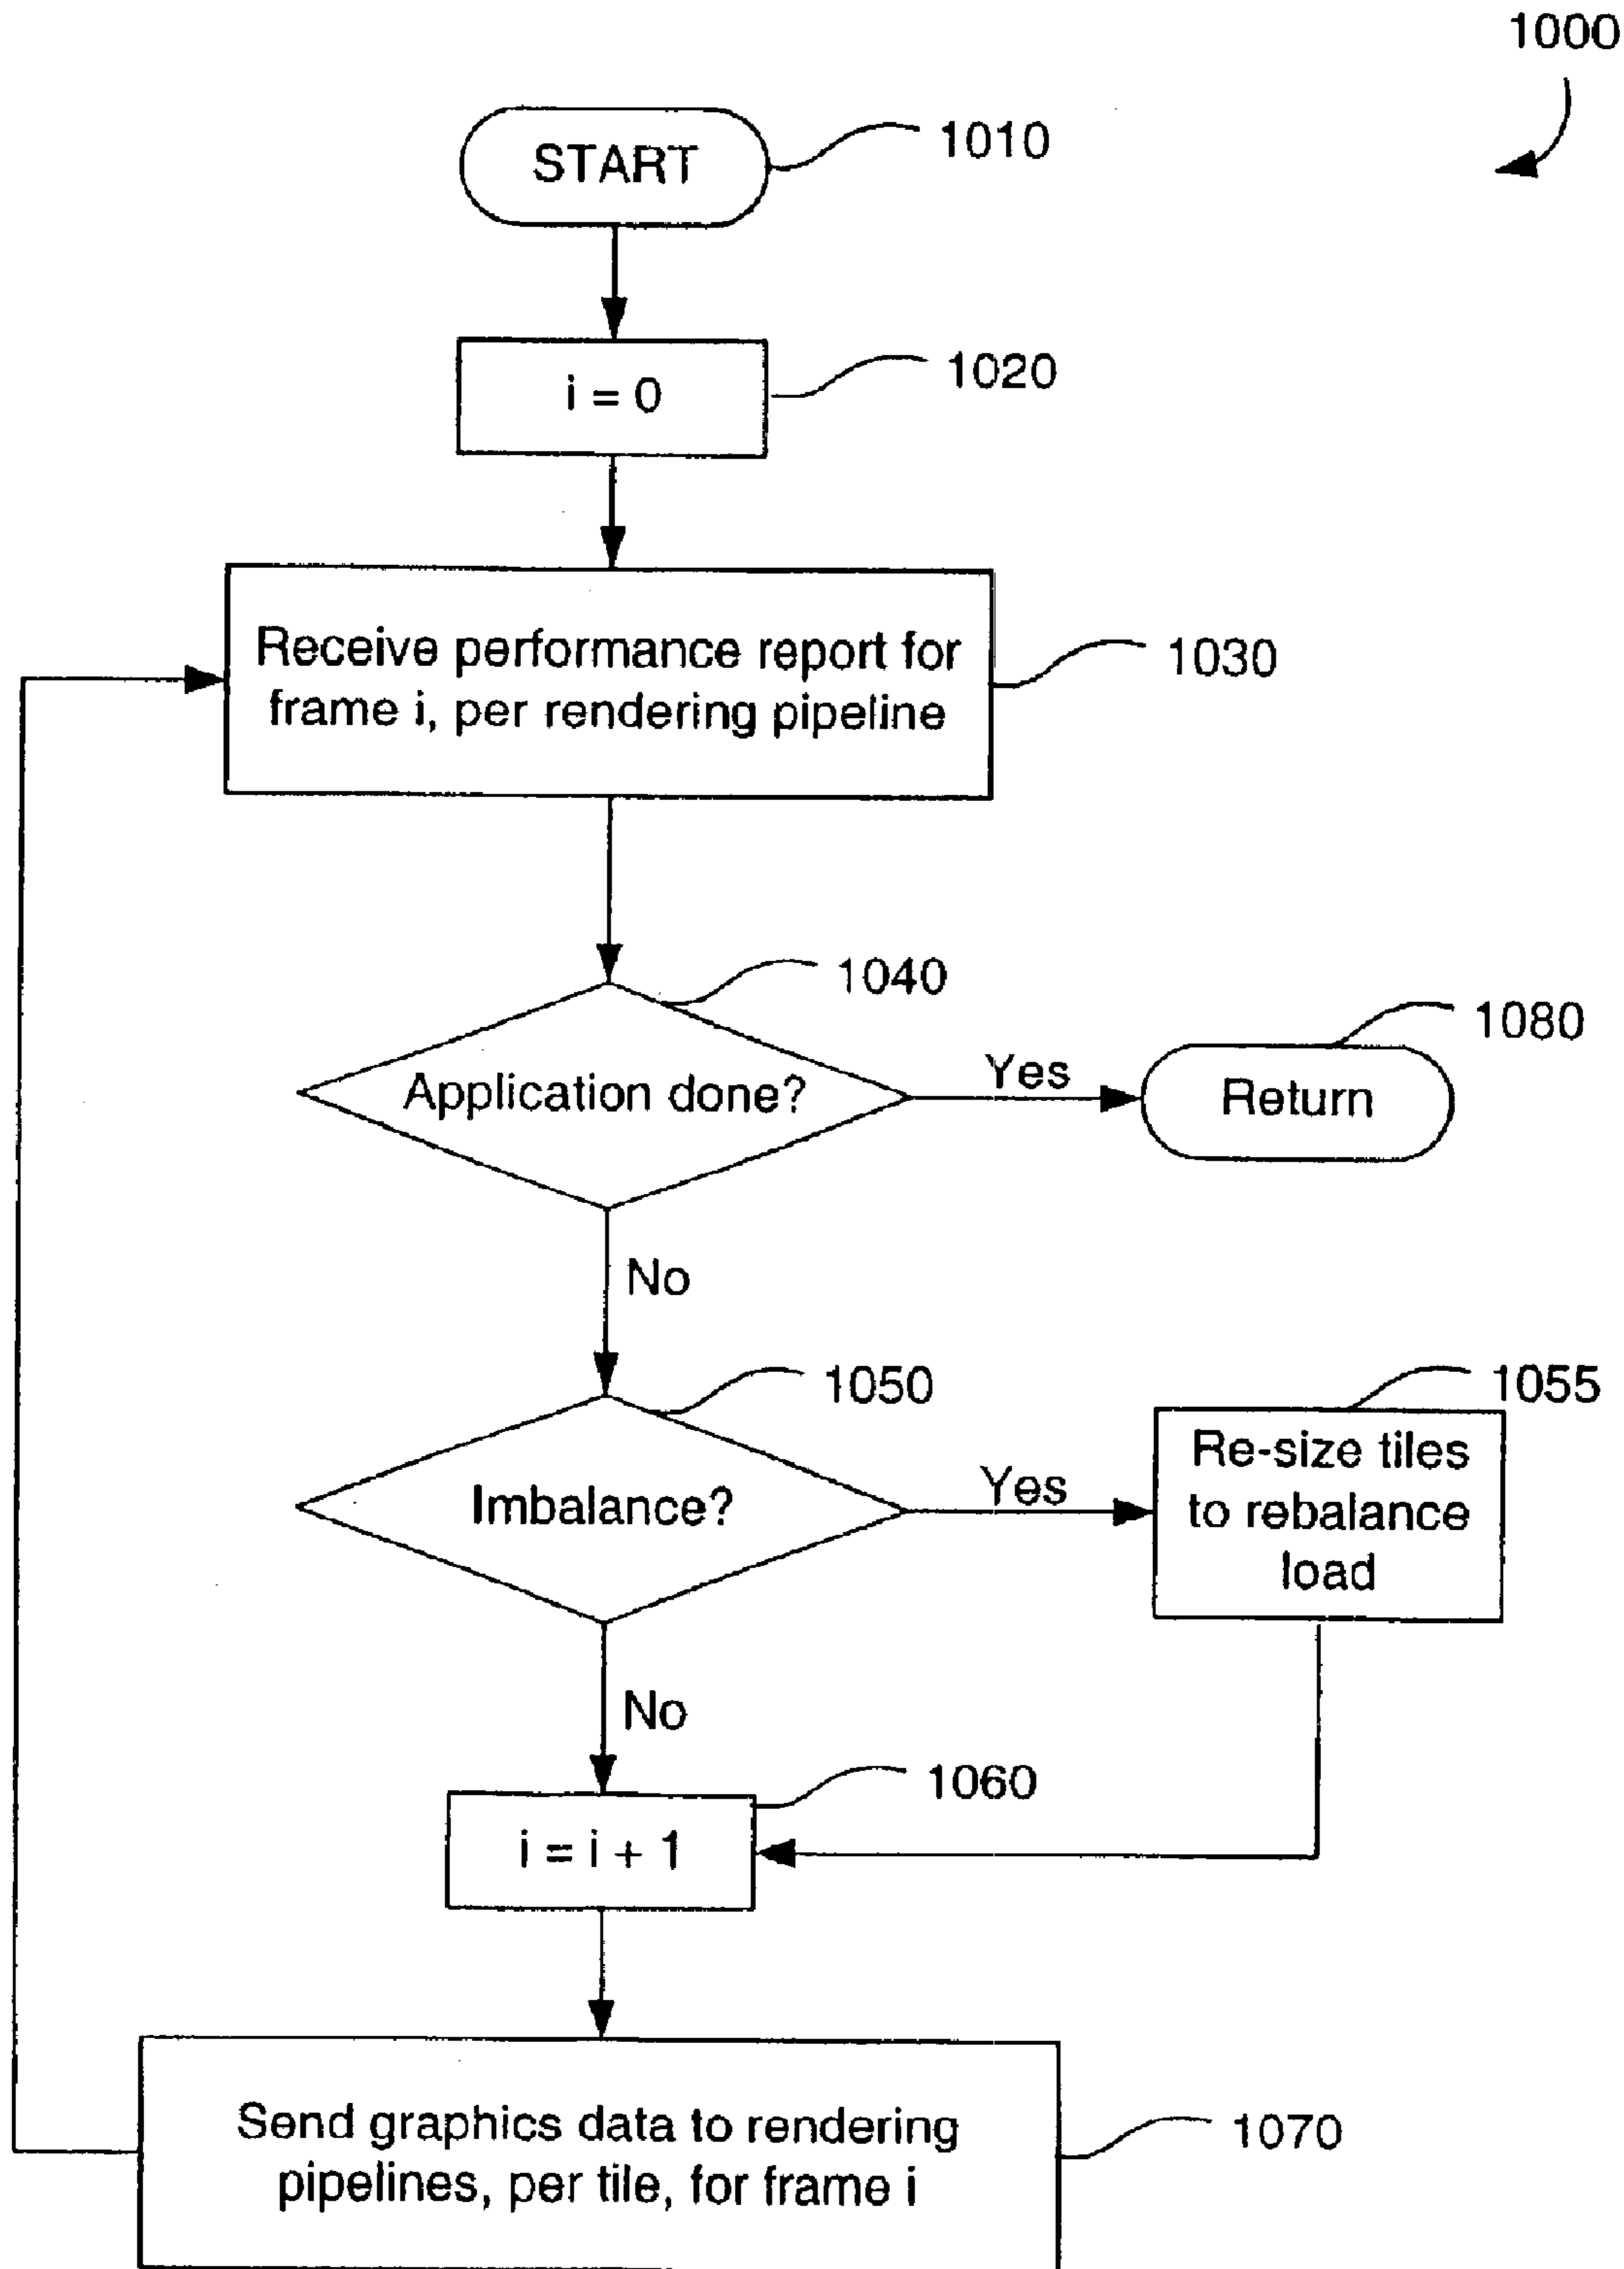 1000
START
1010
i = 0
1020
Receive performance report for
frame i, per rendering pipeline
1030
1040
Application done?
Yes
1080
Return
No
1050
Imbalance?
Yes
1055
Re-size tiles
to rebalance
load
No
1060
i = i + 1
Send graphics data to rendering
pipelines, per tile, for frame i
1070